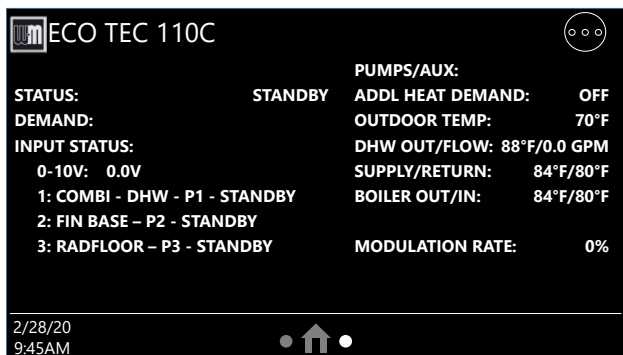 WM ECO TEC 110C
PUMPS/AUX:
STATUS: STANDBY ADDL HEAT DEMAND: OFF
DEMAND: OUTDOOR TEMP: 70°F
INPUT STATUS: DHW OUT/FLOW: 88°F/0.0 GPM
0-10V: 0.0V SUPPLY/RETURN: 84°F/80°F
1: COMBI - DHW - P1 - STANDBY BOILER OUT/IN: 84°F/80°F
2: FIN BASE – P2 - STANDBY
3: RADFLOOR – P3 - STANDBY MODULATION RATE: 0%
2/28/20
9:45AM